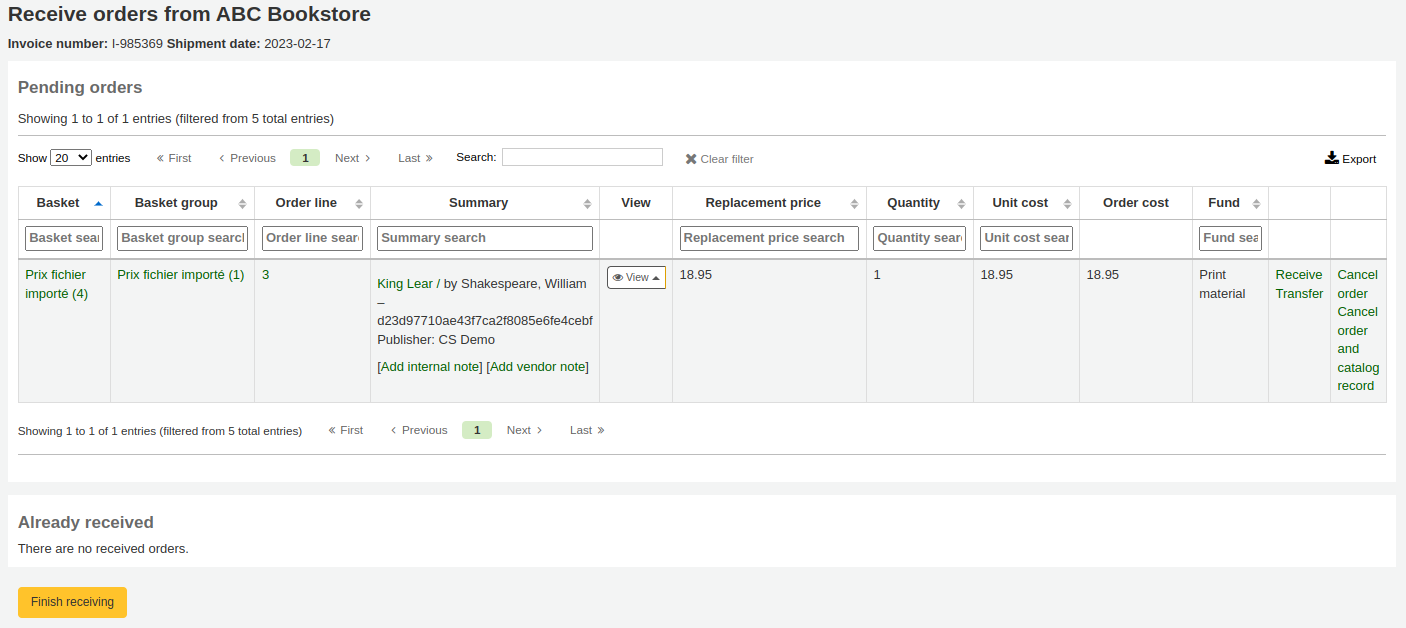 Receive orders from ABC Bookstore
Invoice number: I-985369 Shipment date: 2023-02-17
Pending orders
Showing 1 to 1 of 1 entries (filtered from 5 total entries)
Show 20 entries « First ‹ Previous 1 Next › Last » Search: Clear filter Export
Basket Basket group Order line Summary View Replacement price Quantity Unit cost Order cost Fund
Basket sear Basket group search Order line sear Summary search Replacement price search Quantity searc Unit cost sear Fund sea
Prix fichier
importé (4)
Prix fichier importé (1)
3
King Lear / by Shakespeare, William
–
d23d97710ae43f7ca2f8085e6fe4cebf
Publisher: CS Demo
[Add internal note] [Add vendor note]
View
18.95
1
18.95
18.95
Print
material
Receive
Transfer
Cancel
order
Cancel
order
and
catalog
record
Showing 1 to 1 of 1 entries (filtered from 5 total entries) « First ‹ Previous 1 Next › Last »
Already received
There are no received orders.
Finish receiving